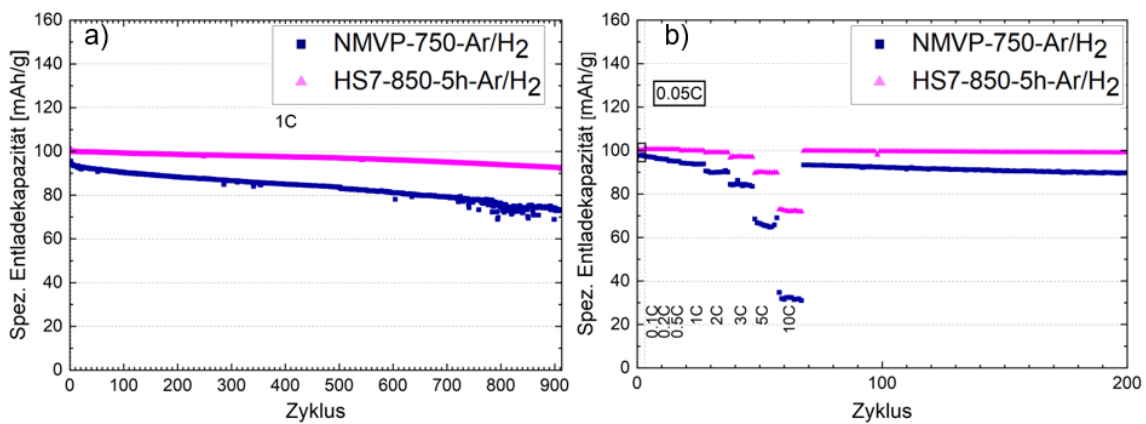 a)
NMVP-750-Ar/H2
HS7-850-5h-Ar/H2
1C
Spez. Entladekapazität [mAh/g]
160
140
120
100
80
60
40
20
0
0 100 200 300 400 500 600 700 800 900
Zyklus
b)
NMVP-750-Ar/H2
HS7-850-5h-Ar/H2
0.05C
Spez. Entladekapazität [mAh/g]
160
140
120
100
80
60
40
20
0
0.1C 0.2C 0.5C 1C 2C 3C 5C 10C
0 100 200
Zyklus